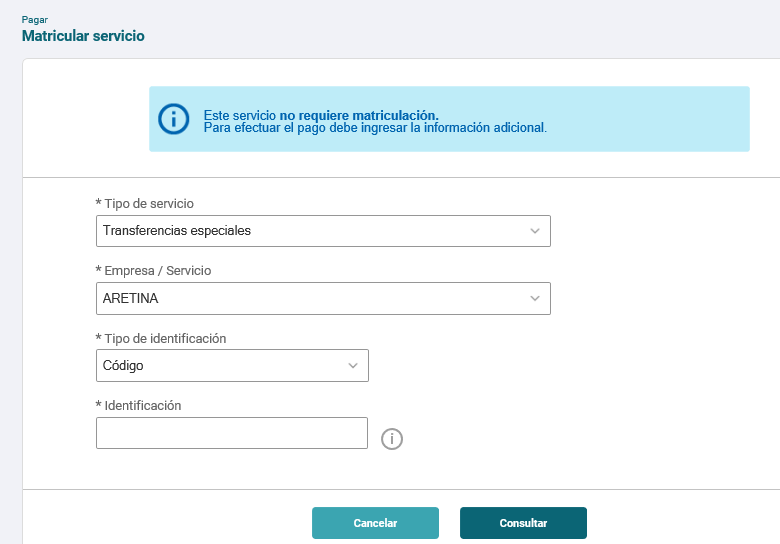 Pagar
Matricular servicio
Este servicio no requiere matriculación.
Para efectuar el pago debe ingresar la información adicional.
* Tipo de servicio
Transferencias especiales
* Empresa / Servicio
ARETINA
* Tipo de identificación
Código
* Identificación
Cancelar
Consultar